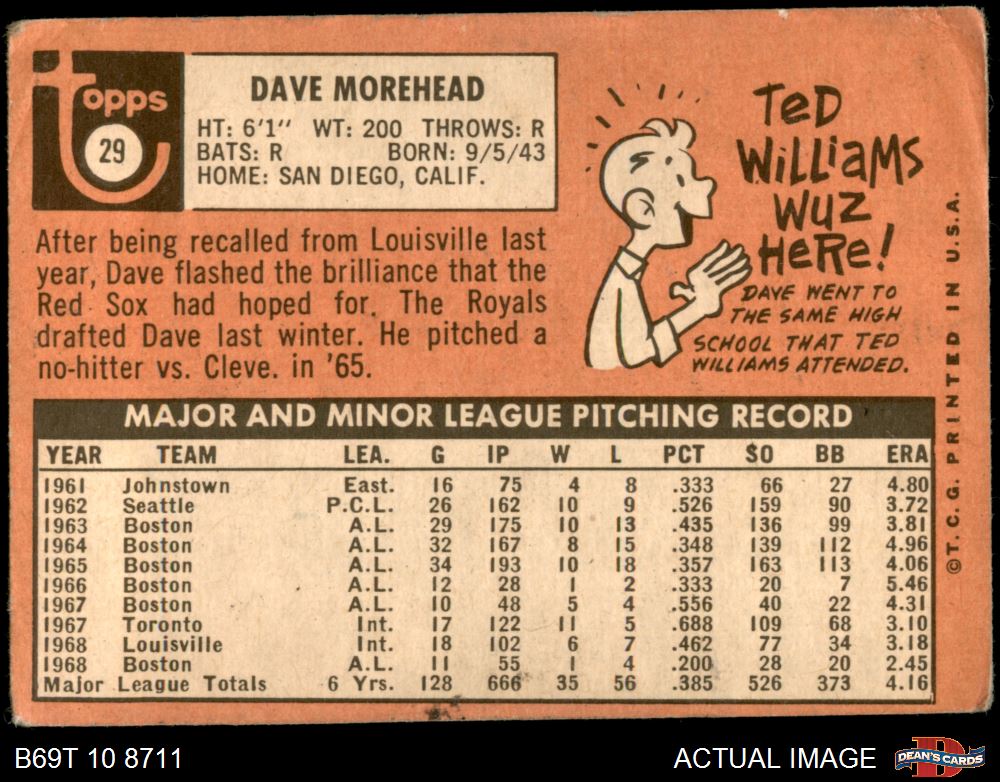 topps
29
DAVE MOREHEAD
HT: 6'1" WT: 200 THROWS: R
BATS: R BORN: 9/5/43
HOME: SAN DIEGO, CALIF.
After being recalled from Louisville last
year, Dave flashed the brilliance that the
Red Sox had hoped for. The Royals
drafted Dave last winter. He pitched a
no-hitter vs. Cleve. in '65.
TeD
WiLLiaMS
WuZ
HeRe!
DAVE WENT TO
THE SAME HIGH
SCHOOL THAT TED
WILLIAMS ATTENDED.
©T.C.G. PRINTED IN U.S.A.
MAJOR AND MINOR LEAGUE PITCHING RECORD
YEAR TEAM LEA. G IP W L PCT SO BB ERA
1961 Johnstown East. 16 75 4 8 .333 66 27 4.80
1962 Seattle P.C.L. 26 162 10 9 .526 159 90 3.72
1963 Boston A.L. 29 175 10 13 .435 136 99 3.81
1964 Boston A.L. 32 167 8 15 .348 139 112 4.96
1965 Boston A.L. 34 193 10 18 .357 163 113 4.06
1966 Boston A.L. 12 28 1 2 .333 20 7 5.46
1967 Boston A.L. 10 48 5 4 .556 40 22 4.31
1967 Toronto Int. 17 122 11 5 .688 109 68 3.10
1968 Louisville Int. 18 102 6 7 .462 77 34 3.18
1968 Boston A.L. 11 55 1 4 .200 28 20 2.45
Major League Totals 6 Yrs. 128 666 35 56 .385 526 373 4.16
B69T 10 8711
ACTUAL IMAGE
D
DEAN'S CARDS